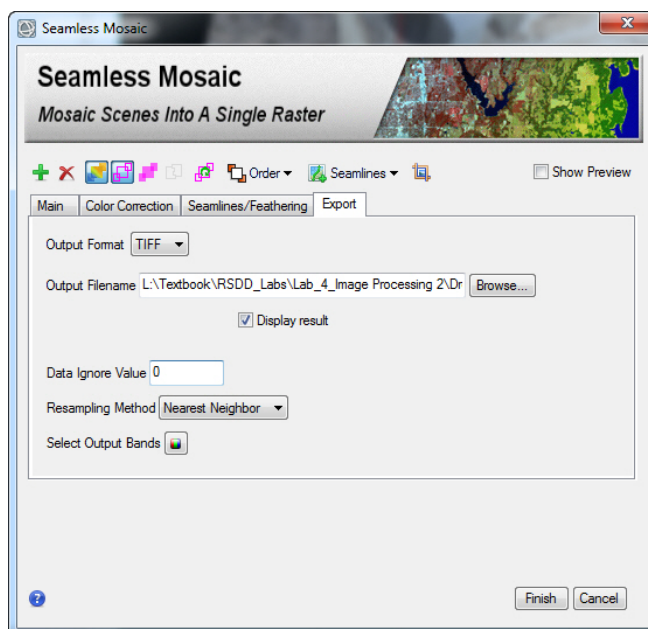 Seamless Mosaic
Seamless Mosaic
Mosaic Scenes Into A Single Raster
Order Seamlines Show Preview
Main Color Correction Seamlines/Feathering Export
Output Format TIFF
Output Filename L:\Textbook\RSDD_Labs\Lab_4_Image Processing 2\Dr Browse...
Display result
Data Ignore Value 0
Resampling Method Nearest Neighbor
Select Output Bands
Finish Cancel